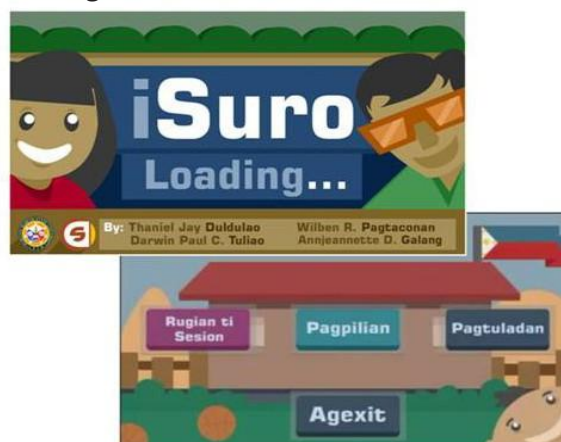 iSuro
Loading...
By: Thaniel Jay Duldulao
Darwin Paul C. Tuliao
Wilben R. Pagtaconan
Annjeannette D. Galang
Rugian ti
Sesion
Pagpilian
Pagtuladan
Agexit